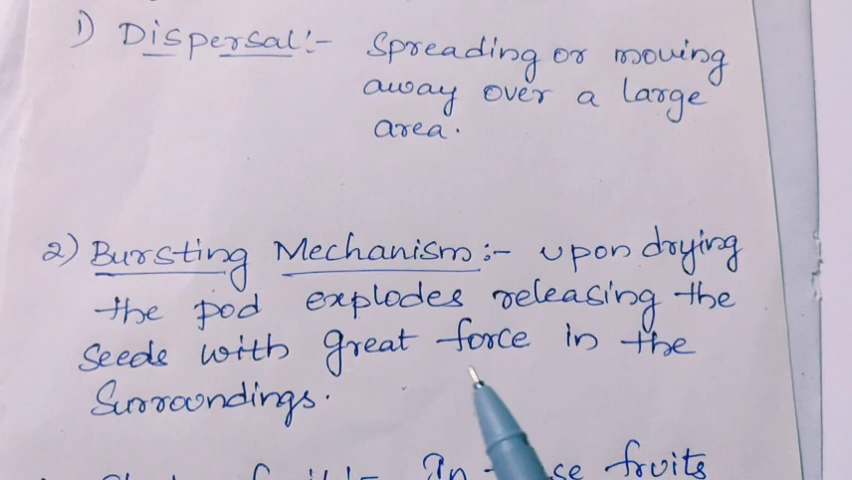 1) Dispersal:- Spreading or moving
away over a large
area.
2) Bursting Mechanism:- upon drying
the pod explodes releasing the
seeds with great force in the
Surroundings.
In fruits